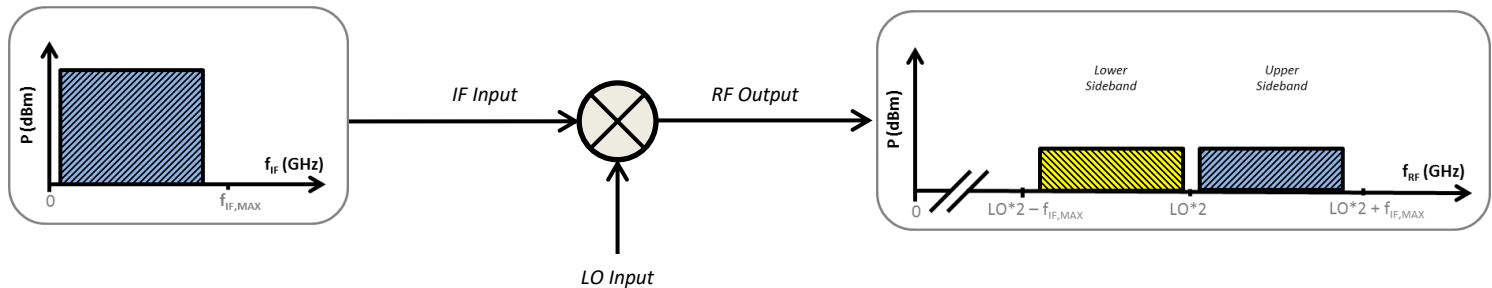 P (dBm)
f_IF (GHz)
0
f_IF,MAX
IF Input
RF Output
LO Input
P (dBm)
Lower
Sideband
Upper
Sideband
f_RF (GHz)
0
LO*2 – f_IF,MAX
LO*2
LO*2 + f_IF,MAX